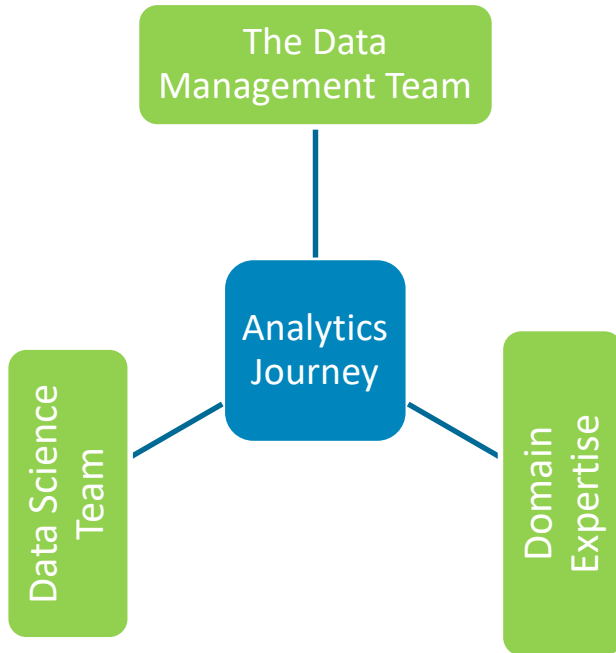 The Data
Management Team
Analytics
Journey
Data Science
Team
Domain
Expertise